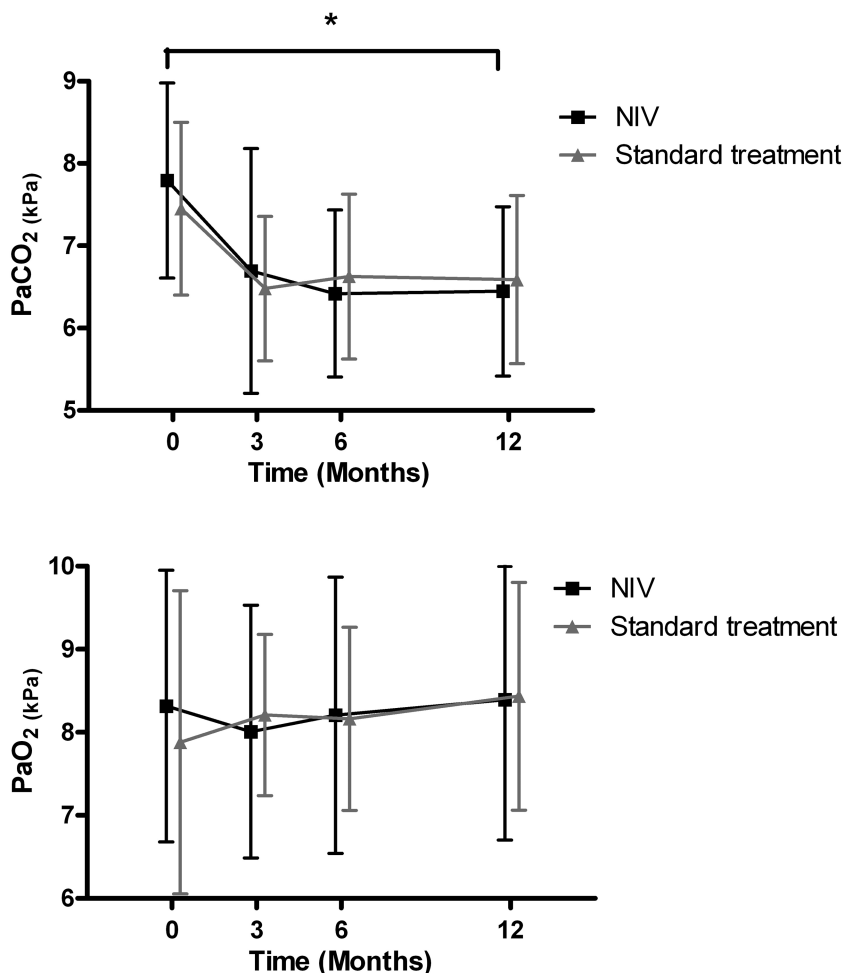 *
9
8
7
6
5
PaCO2 (kPa)
0 3 6 12
Time (Months)
NIV
Standard treatment
10
9
8
7
6
PaO2 (kPa)
0 3 6 12
Time (Months)
NIV
Standard treatment